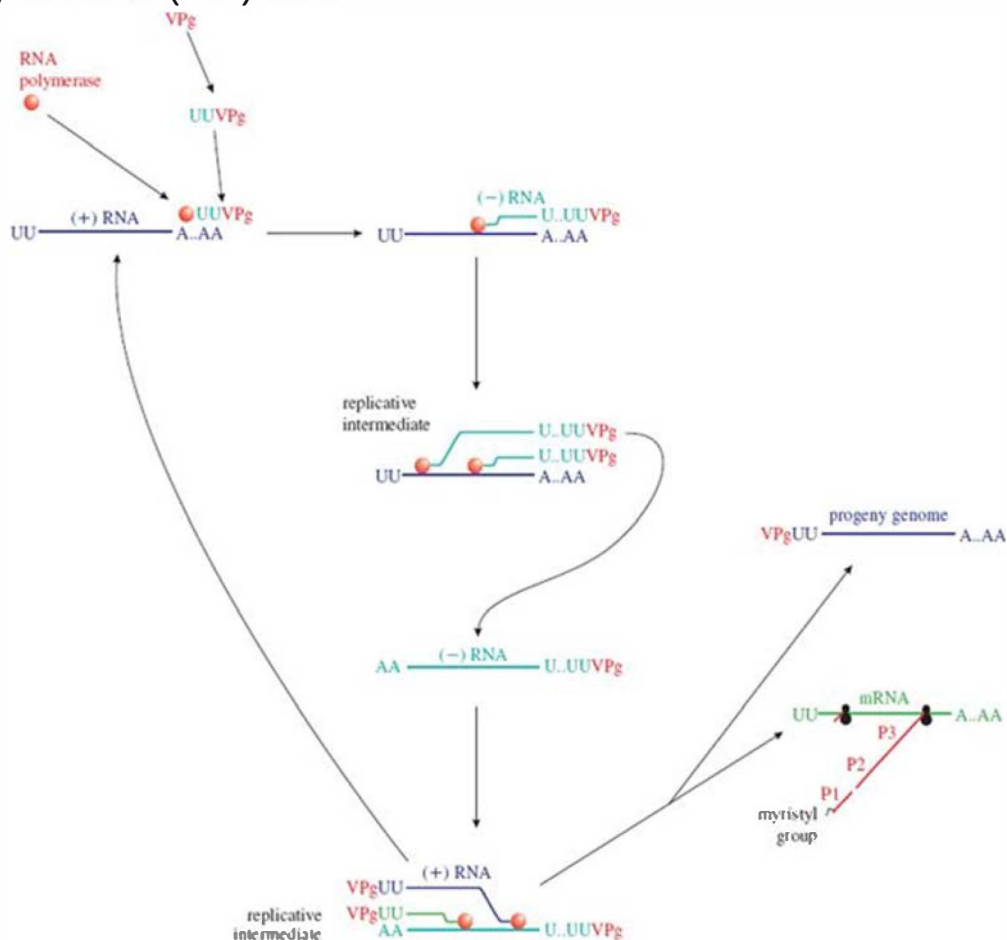 VPg
RNA
polymerase
UUVPg
UUVPg
(+) RNA
UU
A..AA
(−) RNA
U..UUVPg
UU
A..AA
replicative
intermediate
U..UUVPg
U..UUVPg
UU
A..AA
progeny genome
VPgUU
A..AA
(−) RNA
AA
U..UUVPg
mRNA
UU
A..AA
P3
P2
P1
myristyl
group
(+) RNA
VPgUU
VPgUU
replicative
intermediate
AA
U..UUVPg